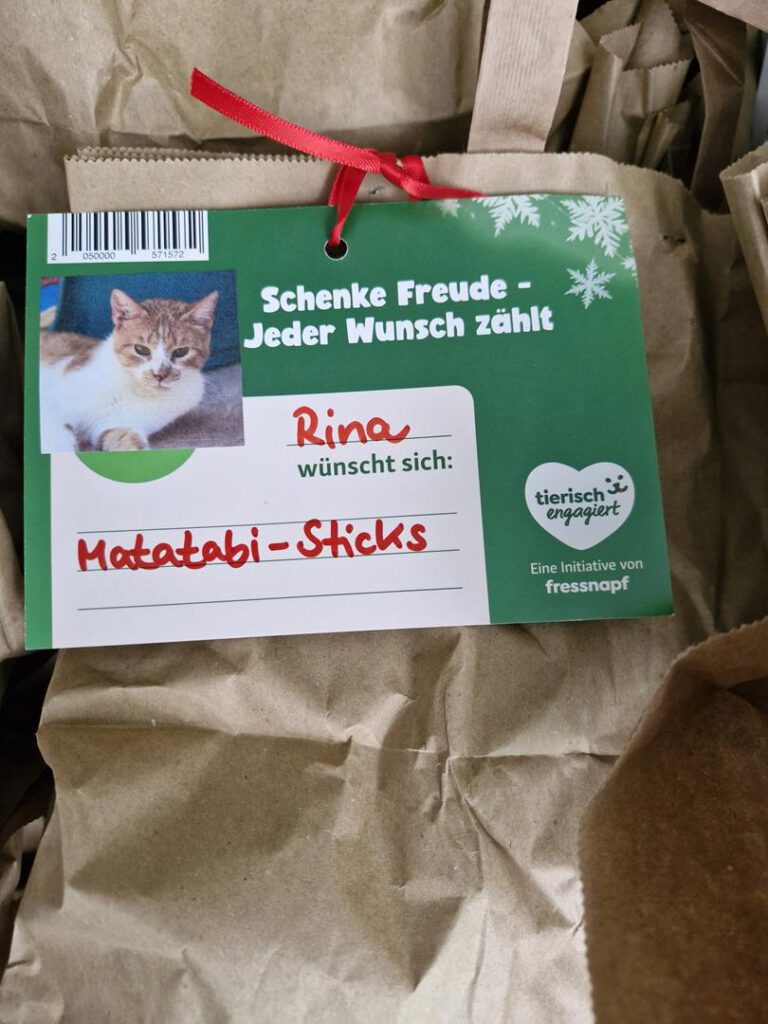 2 050000 571572
Schenke Freude -
Jeder Wunsch zählt
Rina
wünscht sich:
Matatabi-Sticks
tierisch
engagiert
Eine Initiative von
fressnapf